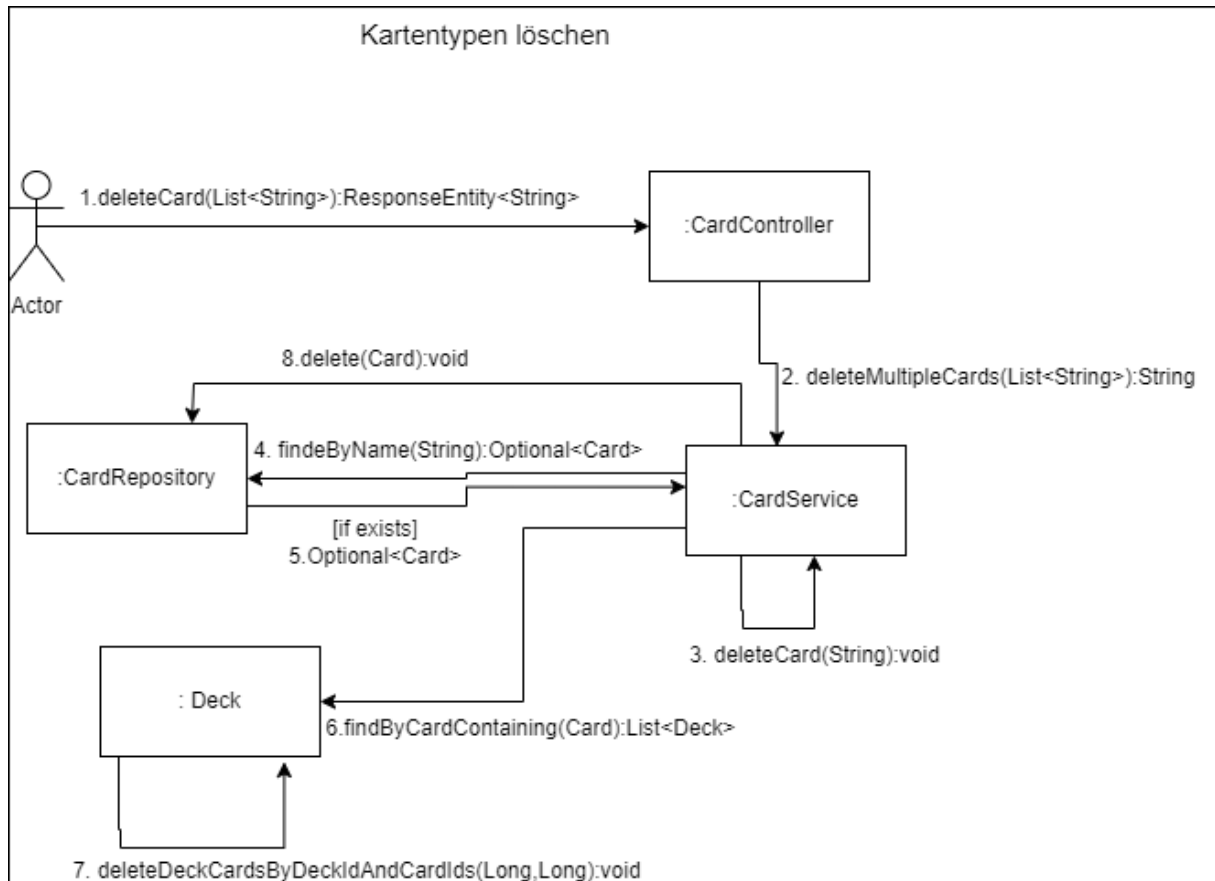 Kartentypen löschen
1.deleteCard(List<String>):ResponseEntity<String>
:CardController
Actor
8.delete(Card):void
2. deleteMultipleCards(List<String>):String
4. findeByName(String):Optional<Card>
:CardRepository
:CardService
[if exists]
5.Optional<Card>
3. deleteCard(String):void
: Deck
6.findByCardContaining(Card):List<Deck>
7. deleteDeckCardsByDeckIdAndCardIds(Long,Long):void